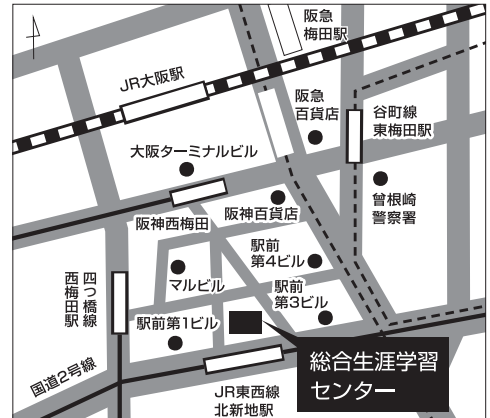 阪急
梅田駅
JR大阪駅
阪急
百貨店
谷町線
東梅田駅
大阪ターミナルビル
曾根崎
警察署
阪神西梅田
阪神百貨店
駅前
第4ビル
四つ橋線
西梅田駅
マルビル
駅前
第3ビル
駅前第1ビル
国道2号線
総合生涯学習
センター
JR東西線
北新地駅